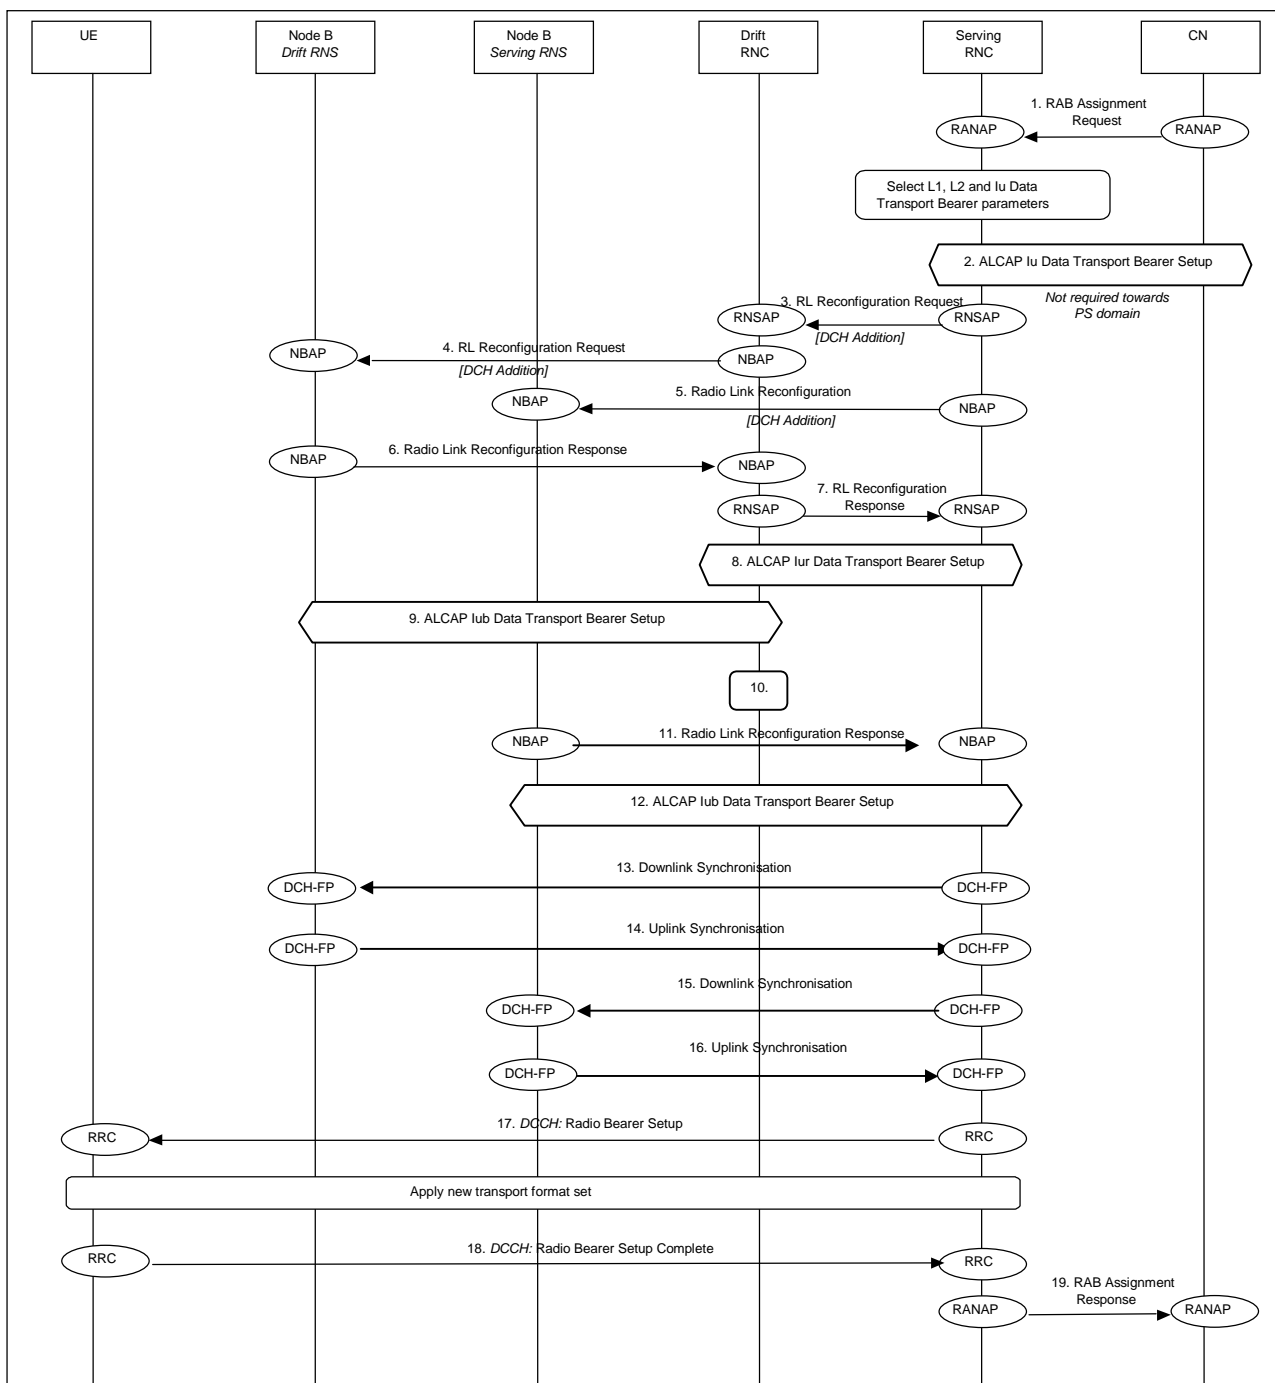 UE
Node B
Drift RNS
Node B
Serving RNS
Drift
RNC
Serving
RNC
CN
1. RAB Assignment
Request
RANAP
RANAP
Select L1, L2 and Iu Data
Transport Bearer parameters
2. ALCAP Iu Data Transport Bearer Setup
Not required towards
PS domain
3. RL Reconfiguration Request
RNSAP
RNSAP
[DCH Addition]
4. RL Reconfiguration Request
NBAP
NBAP
[DCH Addition]
5. Radio Link Reconfiguration
NBAP
NBAP
[DCH Addition]
6. Radio Link Reconfiguration Response
NBAP
NBAP
7. RL Reconfiguration
Response
RNSAP
RNSAP
8. ALCAP Iur Data Transport Bearer Setup
9. ALCAP Iub Data Transport Bearer Setup
10.
11. Radio Link Reconfiguration Response
NBAP
NBAP
12. ALCAP Iub Data Transport Bearer Setup
13. Downlink Synchronisation
DCH-FP
DCH-FP
14. Uplink Synchronisation
DCH-FP
DCH-FP
15. Downlink Synchronisation
DCH-FP
DCH-FP
16. Uplink Synchronisation
DCH-FP
DCH-FP
17. DCCH: Radio Bearer Setup
RRC
RRC
Apply new transport format set
18. DCCH: Radio Bearer Setup Complete
RRC
RRC
19. RAB Assignment
Response
RANAP
RANAP